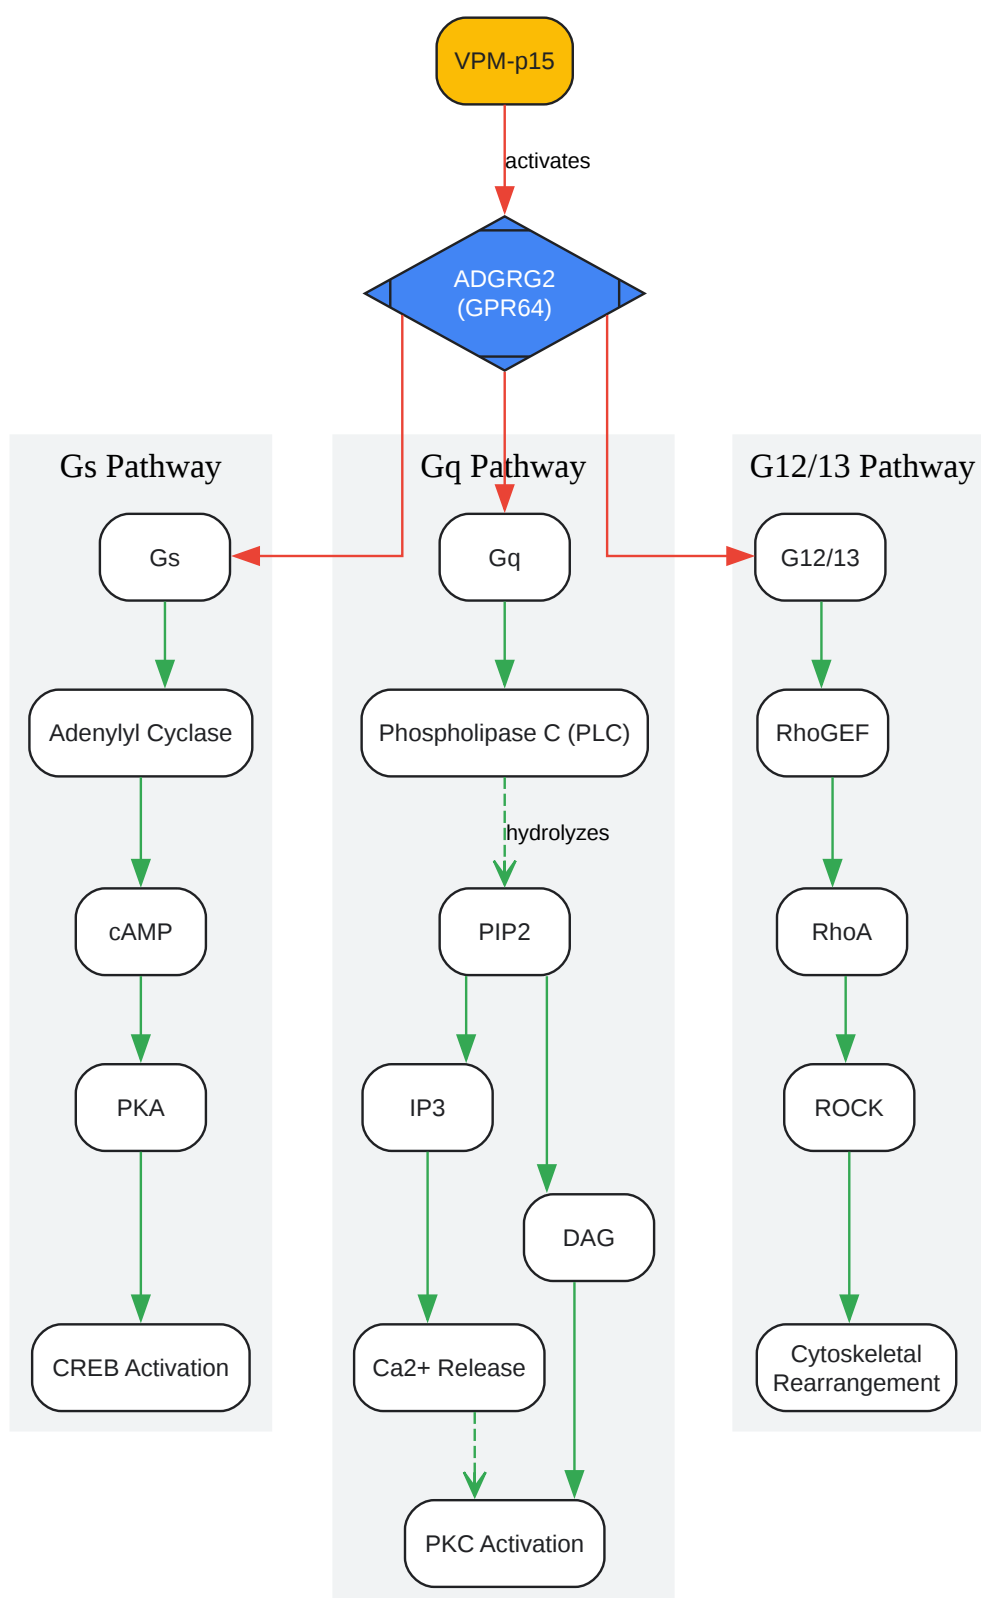 VPM-p15
activates
ADGRG2
(GPR64)
Gs Pathway
Gq Pathway
G12/13 Pathway
Gs
Gq
G12/13
Adenylyl Cyclase
Phospholipase C (PLC)
RhoGEF
hydrolyzes
cAMP
PIP2
RhoA
PKA
IP3
ROCK
DAG
CREB Activation
Ca2+ Release
Cytoskeletal
Rearrangement
PKC Activation